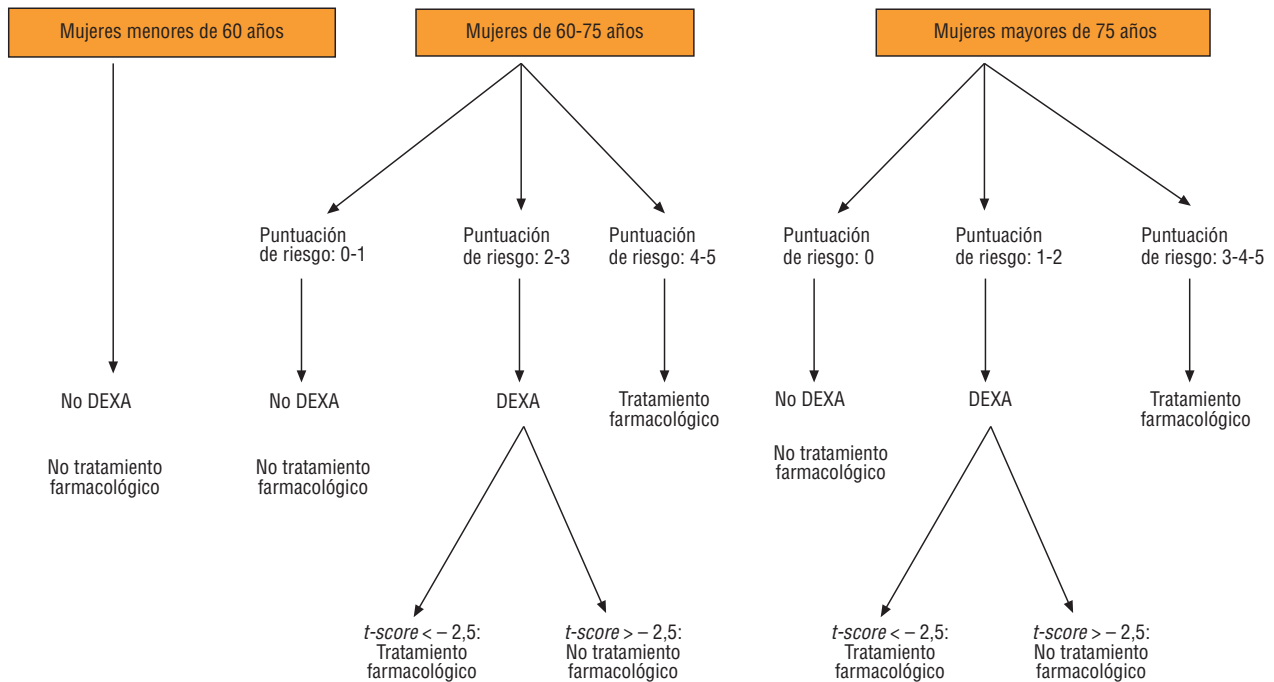 Mujeres menores de 60 años
Mujeres de 60-75 años
Mujeres mayores de 75 años
Puntuación
de riesgo: 0-1
Puntuación
de riesgo: 2-3
Puntuación
de riesgo: 4-5
Puntuación
de riesgo: 0
Puntuación
de riesgo: 1-2
Puntuación
de riesgo: 3-4-5
No DEXA
No tratamiento
farmacológico
No DEXA
No tratamiento
farmacológico
DEXA
Tratamiento
farmacológico
No DEXA
No tratamiento
farmacológico
DEXA
Tratamiento
farmacológico
t-score < – 2,5:
Tratamiento
farmacológico
t-score > – 2,5:
No tratamiento
farmacológico
t-score < – 2,5:
Tratamiento
farmacológico
t-score > – 2,5:
No tratamiento
farmacológico